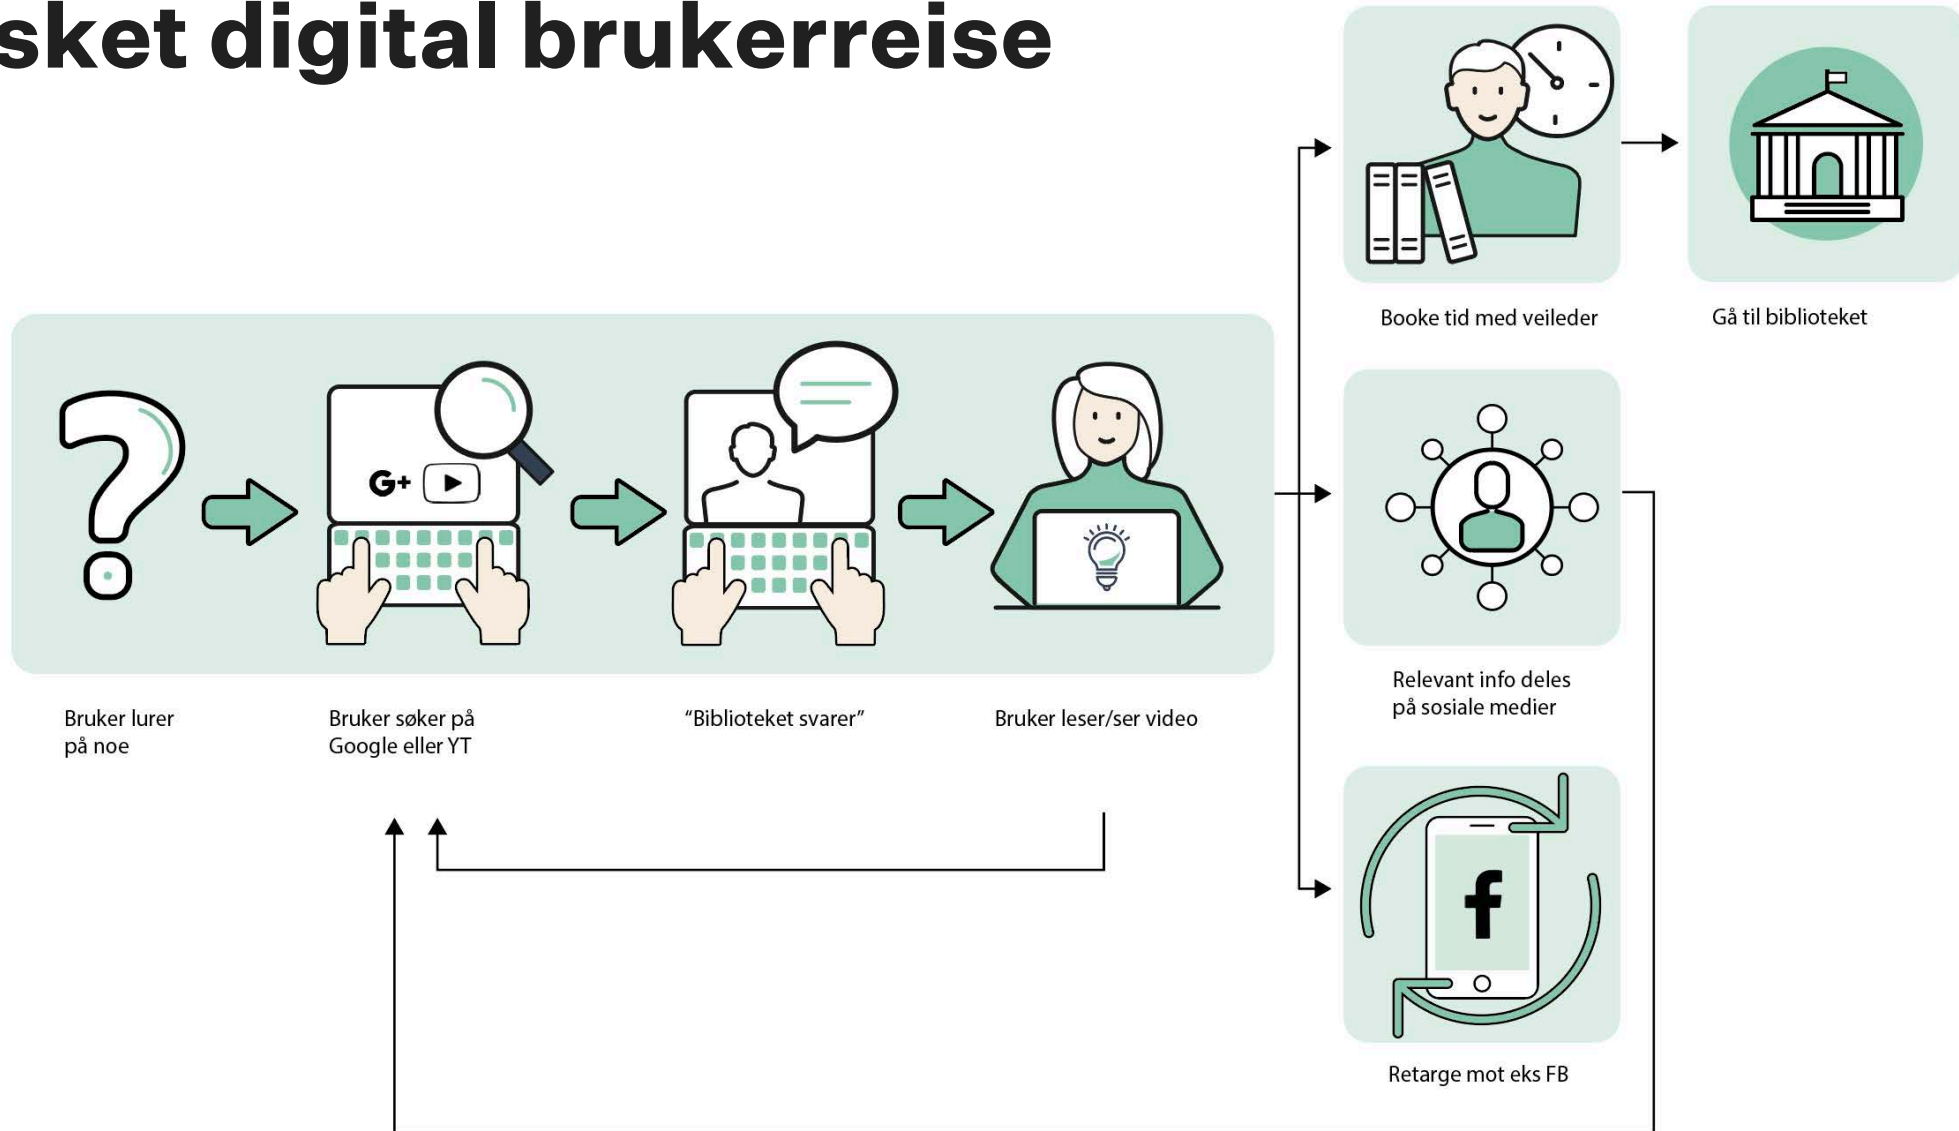 sket digital brukerreise
Booke tid med veileder
Gå til biblioteket
G+
Bruker lurer
på noe
Bruker søker på
Google eller YT
“Biblioteket svarer”
Bruker leser/ser video
Relevant info deles
på sosiale medier
f
Retarge mot eks FB